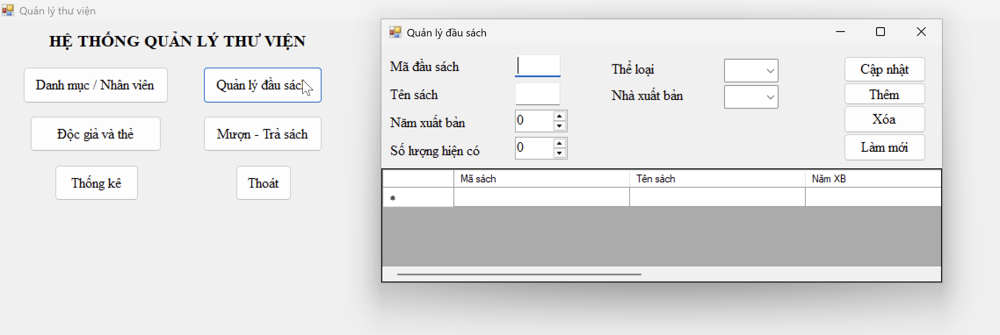 Quản lý thư viện
HỆ THỐNG QUẢN LÝ THƯ VIỆN
Danh mục / Nhân viên
Quản lý đầu sách
Độc giả và thẻ
Mượn - Trả sách
Thống kê
Thoát
Quản lý đầu sách
Mã đầu sách
Thể loại
Cập nhật
Tên sách
Nhà xuất bản
Thêm
Năm xuất bản
0
Xóa
Số lượng hiện có
0
Làm mới
Mã sách
Tên sách
Năm XB